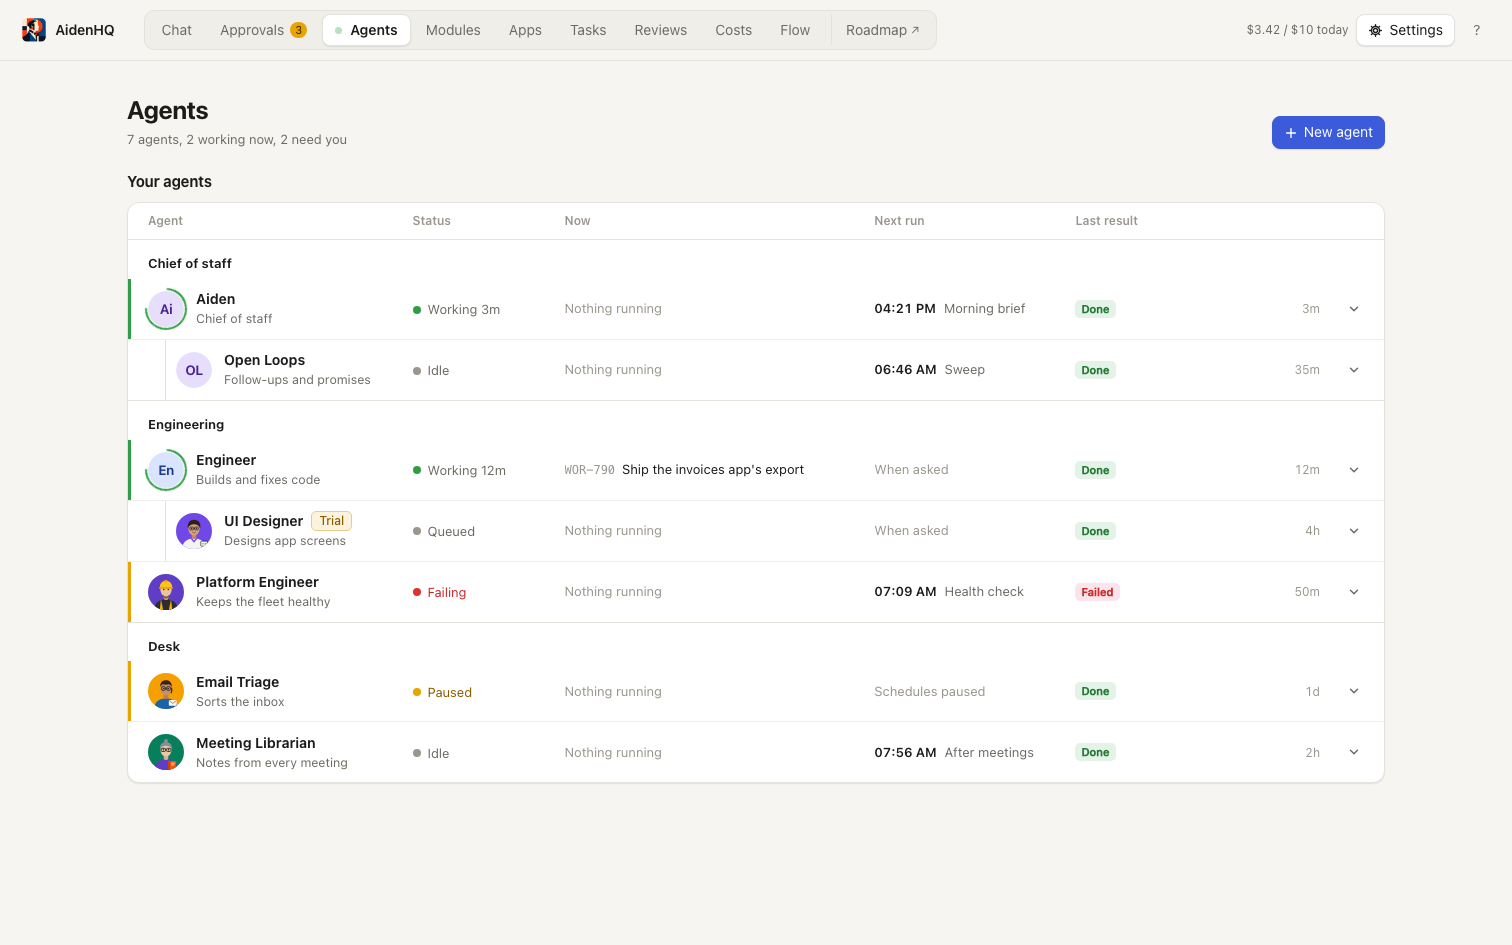 AidenHQ
Chat
Approvals 3
Agents
Modules
Apps
Tasks
Reviews
Costs
Flow
Roadmap ↗
$3.42 / $10 today
Settings
?
Agents
7 agents, 2 working now, 2 need you
+ New agent
Your agents
Agent Status Now Next run Last result
Chief of staff
Ai Aiden Working 3m Nothing running 04:21 PM Morning brief Done 3m
Chief of staff
OL Open Loops Idle Nothing running 06:46 AM Sweep Done 35m
Follow-ups and promises
Engineering
En Engineer Working 12m WOR-790 Ship the invoices app's export When asked Done 12m
Builds and fixes code
UI Designer Trial Queued Nothing running When asked Done 4h
Designs app screens
Platform Engineer Failing Nothing running 07:09 AM Health check Failed 50m
Keeps the fleet healthy
Desk
Email Triage Paused Nothing running Schedules paused Done 1d
Sorts the inbox
Meeting Librarian Idle Nothing running 07:56 AM After meetings Done 2h
Notes from every meeting